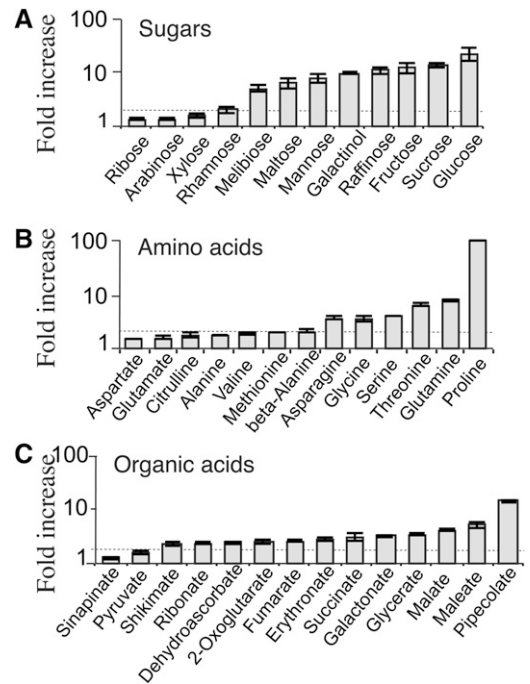 A
Sugars
Fold increase
100
10
1
Ribose
Arabinose
Xylose
Rhamnose
Melibiose
Maltose
Mannose
Galactinol
Raffinose
Fructose
Sucrose
Glucose
B
Amino acids
Fold increase
100
10
1
Aspartate
Glutamate
Citrulline
Alanine
Valine
Methionine
beta-Alanine
Asparagine
Glycine
Serine
Threonine
Glutamine
Proline
C
Organic acids
Fold increase
100
10
1
Sinapinate
Pyruvate
Shikimate
Ribonate
Dehydroascorbate
2-Oxoglutarate
Fumarate
Erythronate
Succinate
Galactonate
Glycerate
Malate
Maleate
Pipecolate